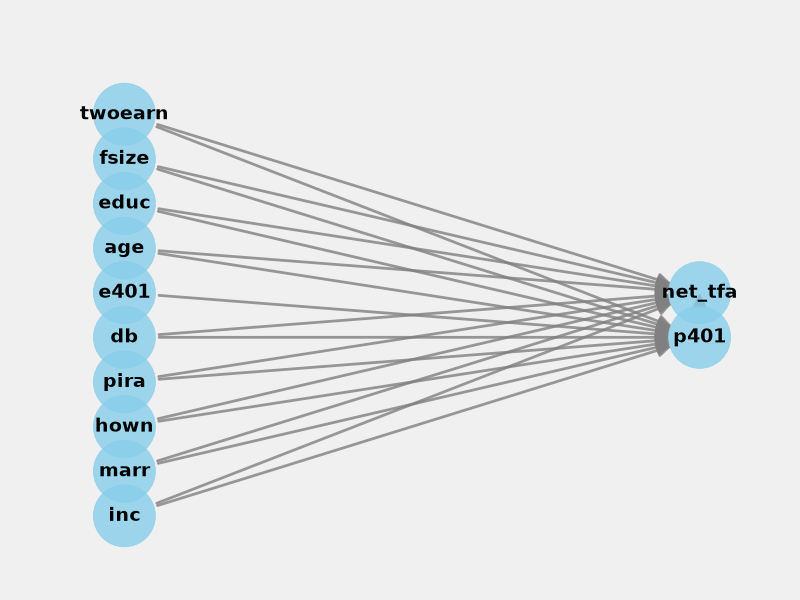 twoearn
fsize
educ
age
e401
db
pira
hown
marr
inc
net_tfa
p401